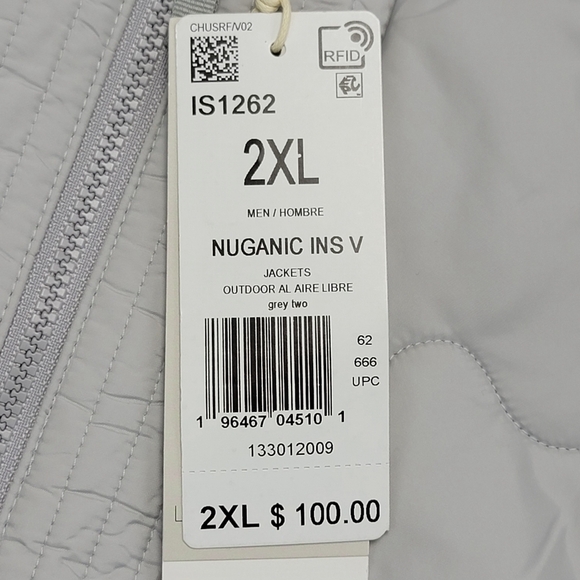 CHUSRF/V02
RFID
IS1262
2XL
MEN / HOMBRE
NUGANIC INS V
JACKETS
OUTDOOR AL AIRE LIBRE
grey two
62
666
UPC
1 96467 04510 1
133012009
2XL $ 100.00